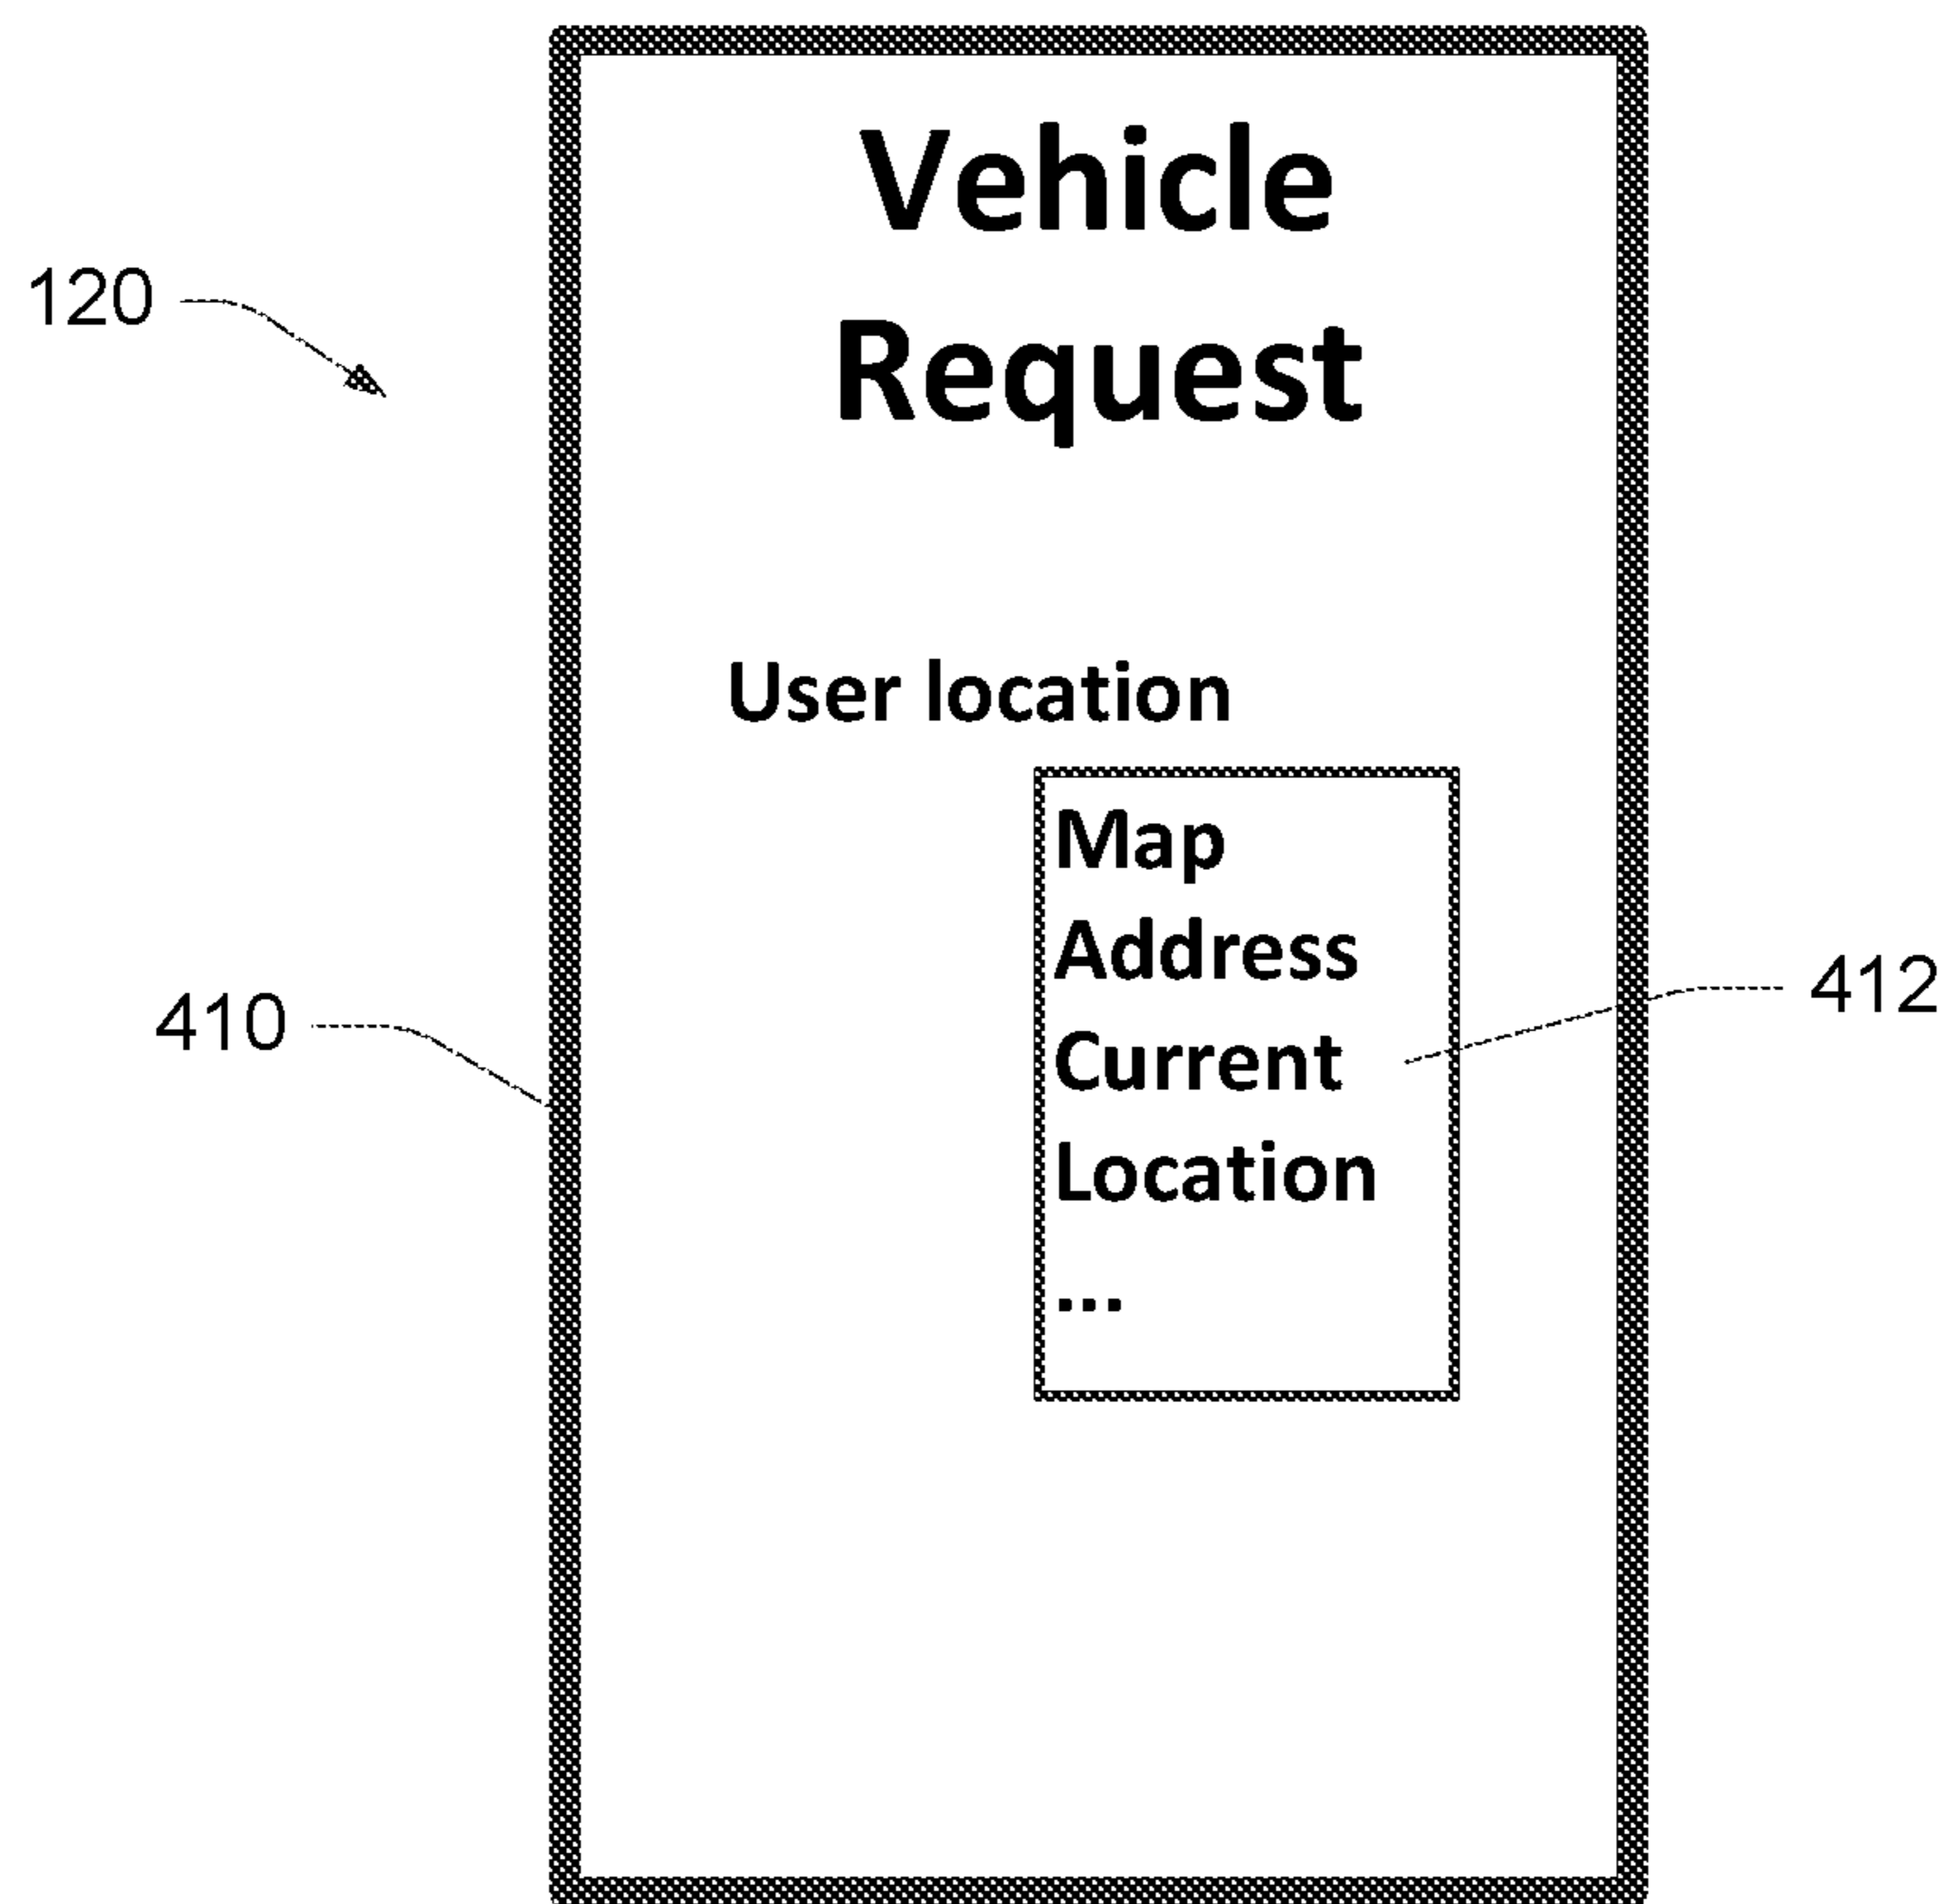 Vehicle
Request
120
User location
Map
Address
Current
Location
...
410
412